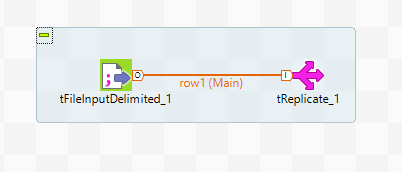 O
I
row1 (Main)
tFileInputDelimited_1
tReplicate_1